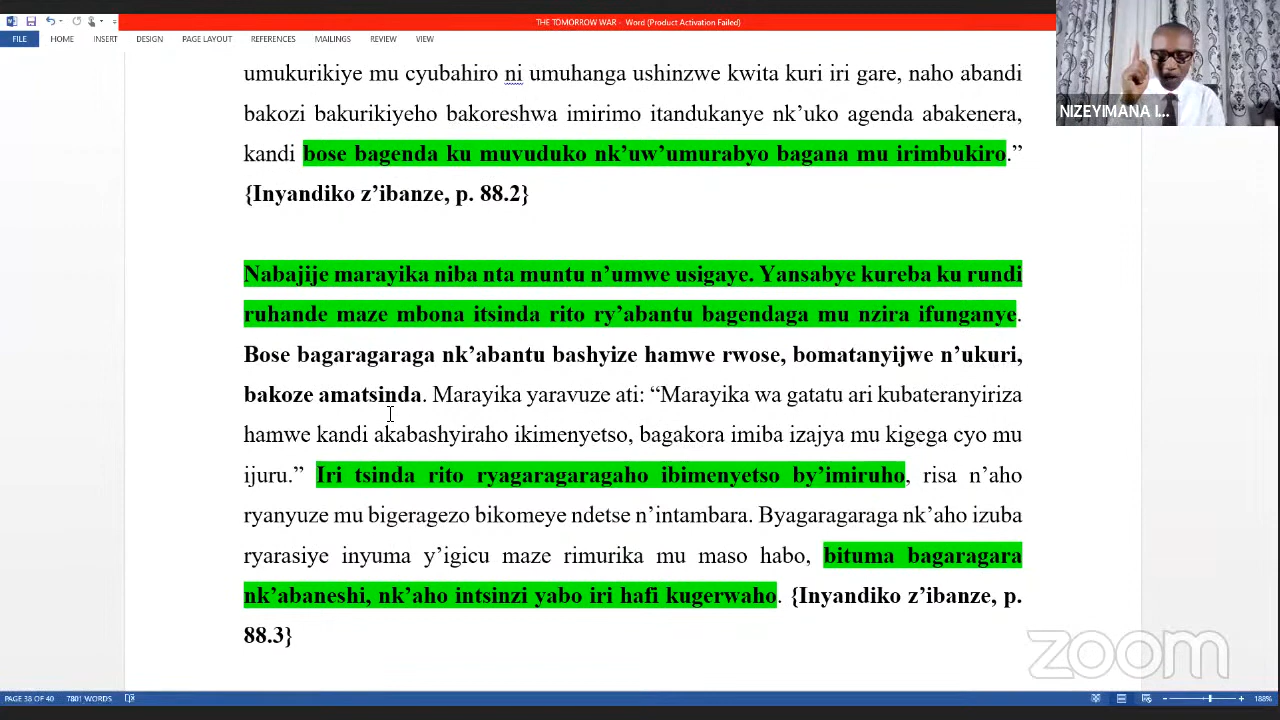 THE TOMORROW WAR - Word (Product Activation Failed)
FILE HOME INSERT DESIGN PAGE LAYOUT REFERENCES MAILINGS REVIEW VIEW
NIZEYIMANA I...
umukurikiye mu cyubahiro ni umuhanga ushinzwe kwita kuri iri gare, naho abandi
bakozi bakurikiyeho bakoreshwa imirimo itandukanye nk’uko agenda abakenera,
kandi bose bagenda ku muvuduko nk’uw’umurabyo bagana mu irimbukiro.”
{Inyandiko z’ibanze, p. 88.2}
Nabajije marayika niba nta muntu n’umwe usigaye. Yansabye kureba ku rundi
ruhande maze mbona itsinda rito ry’abantu bagendaga mu nzira ifunganye.
Bose bagaragaraga nk’abantu bashyize hamwe rwose, bomatanyijwe n’ukuri,
bakoze amatsinda. Marayika yaravuze ati: “Marayika wa gatatu ari kubateranyiriza
hamwe kandi akabashyiraho ikimenyetso, bagakora imiba izajya mu kigega cyo mu
ijuru.” Iri tsinda rito ryagaragaragaho ibimenyetso by’imiruho, risa n’aho
ryanyuze mu bigeragezo bikomeye ndetse n’intambara. Byagaragaraga nk’aho izuba
ryarasiye inyuma y’igicu maze rimurika mu maso habo, bituma bagaragara
nk’abaneshi, nk’aho intsinzi yabo iri hafi kugerwaho. {Inyandiko z’ibanze, p.
88.3}
zoom
PAGE 38 OF 40 7801 WORDS
188%